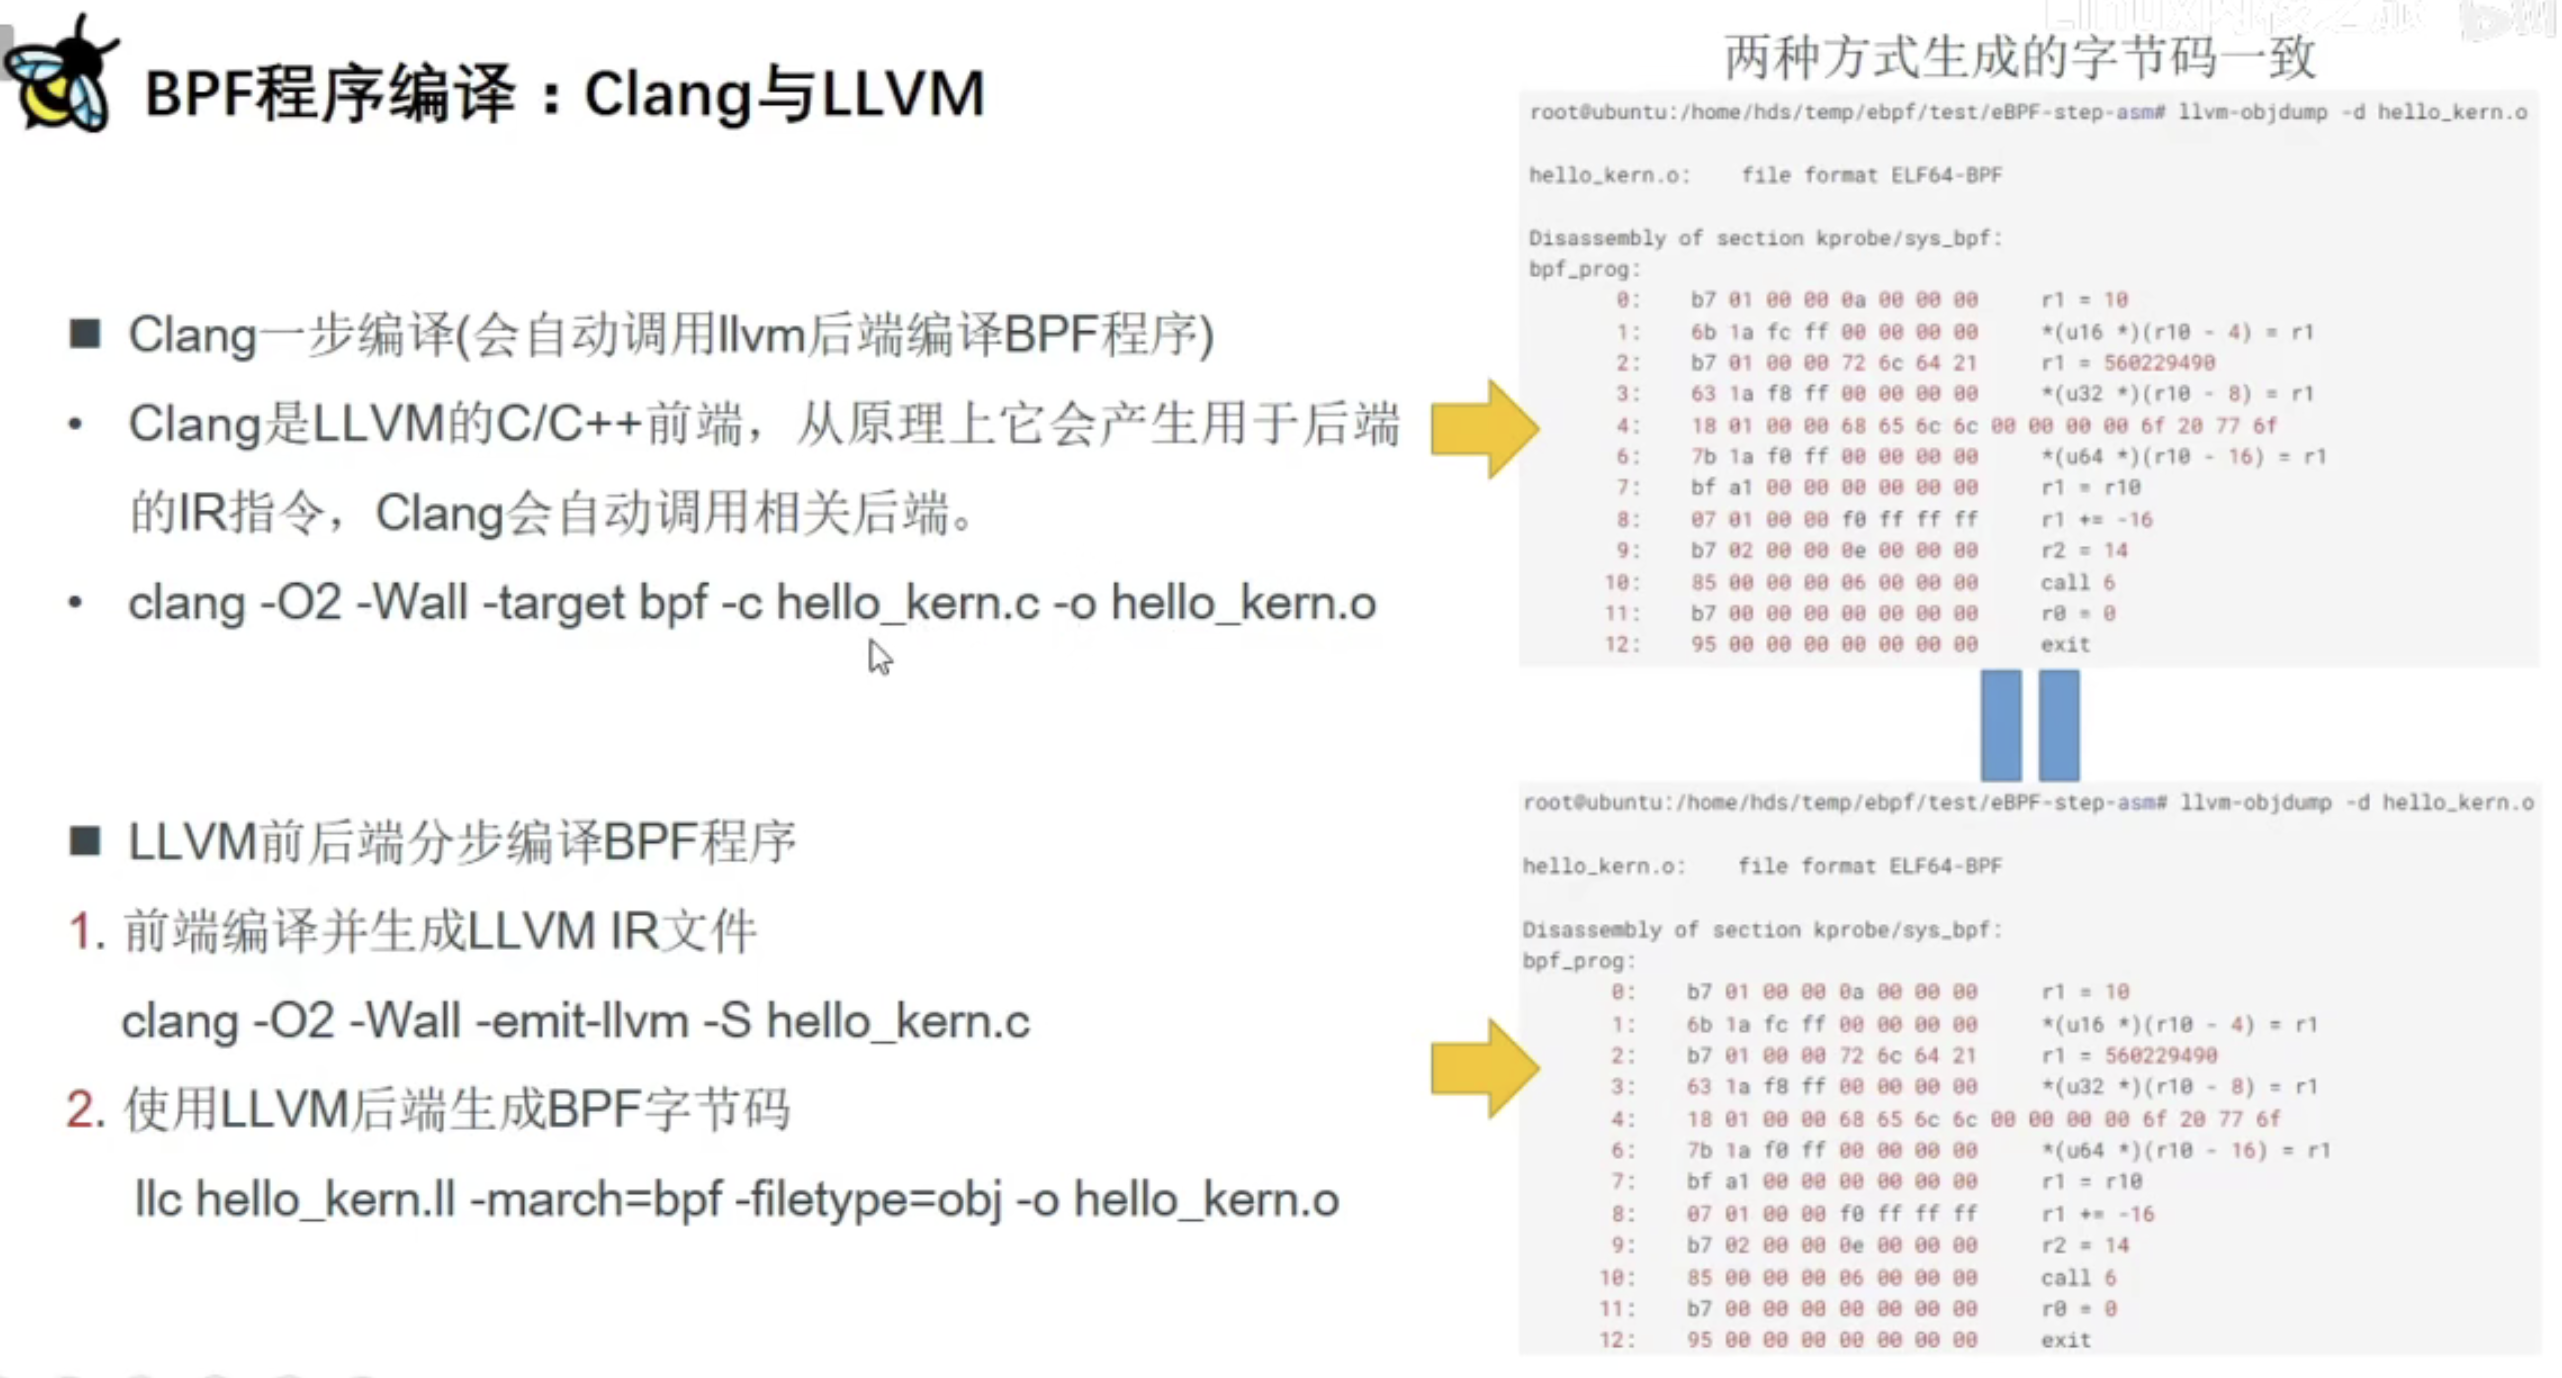 BPF程序编译：Clang与LLVM
■ Clang一步编译(会自动调用llvm后端编译BPF程序)
• Clang是LLVM的C/C++前端，从原理上它会产生用于后端
的IR指令，Clang会自动调用相关后端。
• clang -O2 -Wall -target bpf -c hello_kern.c -o hello_kern.o
■ LLVM前后端分步编译BPF程序
1. 前端编译并生成LLVM IR文件
clang -O2 -Wall -emit-llvm -S hello_kern.c
2. 使用LLVM后端生成BPF字节码
llc hello_kern.ll -march=bpf -filetype=obj -o hello_kern.o
两种方式生成的字节码一致
root@ubuntu:/home/hds/temp/ebpf/test/eBPF-step-asm# llvm-objdump -d hello_kern.o
hello_kern.o: file format ELF64-BPF
Disassembly of section kprobe/sys_bpf:
bpf_prog:
0: b7 01 00 00 0a 00 00 00 r1 = 10
1: 6b 1a fc ff 00 00 00 00 *(u16 *)(r10 - 4) = r1
2: b7 01 00 00 72 6c 64 21 r1 = 560229490
3: 63 1a f8 ff 00 00 00 00 *(u32 *)(r10 - 8) = r1
4: 18 01 00 00 68 65 6c 6c 00 00 00 00 6f 20 77 6f
6: 7b 1a f0 ff 00 00 00 00 *(u64 *)(r10 - 16) = r1
7: bf a1 00 00 00 00 00 00 r1 = r10
8: 07 01 00 00 f0 ff ff ff r1 += -16
9: b7 02 00 00 0e 00 00 00 r2 = 14
10: 85 00 00 00 06 00 00 00 call 6
11: b7 00 00 00 00 00 00 00 r0 = 0
12: 95 00 00 00 00 00 00 00 exit
root@ubuntu:/home/hds/temp/ebpf/test/eBPF-step-asm# llvm-objdump -d hello_kern.o
hello_kern.o: file format ELF64-BPF
Disassembly of section kprobe/sys_bpf:
bpf_prog:
0: b7 01 00 00 0a 00 00 00 r1 = 10
1: 6b 1a fc ff 00 00 00 00 *(u16 *)(r10 - 4) = r1
2: b7 01 00 00 72 6c 64 21 r1 = 560229490
3: 63 1a f8 ff 00 00 00 00 *(u32 *)(r10 - 8) = r1
4: 18 01 00 00 68 65 6c 6c 00 00 00 00 6f 20 77 6f
6: 7b 1a f0 ff 00 00 00 00 *(u64 *)(r10 - 16) = r1
7: bf a1 00 00 00 00 00 00 r1 = r10
8: 07 01 00 00 f0 ff ff ff r1 += -16
9: b7 02 00 00 0e 00 00 00 r2 = 14
10: 85 00 00 00 06 00 00 00 call 6
11: b7 00 00 00 00 00 00 00 r0 = 0
12: 95 00 00 00 00 00 00 00 exit